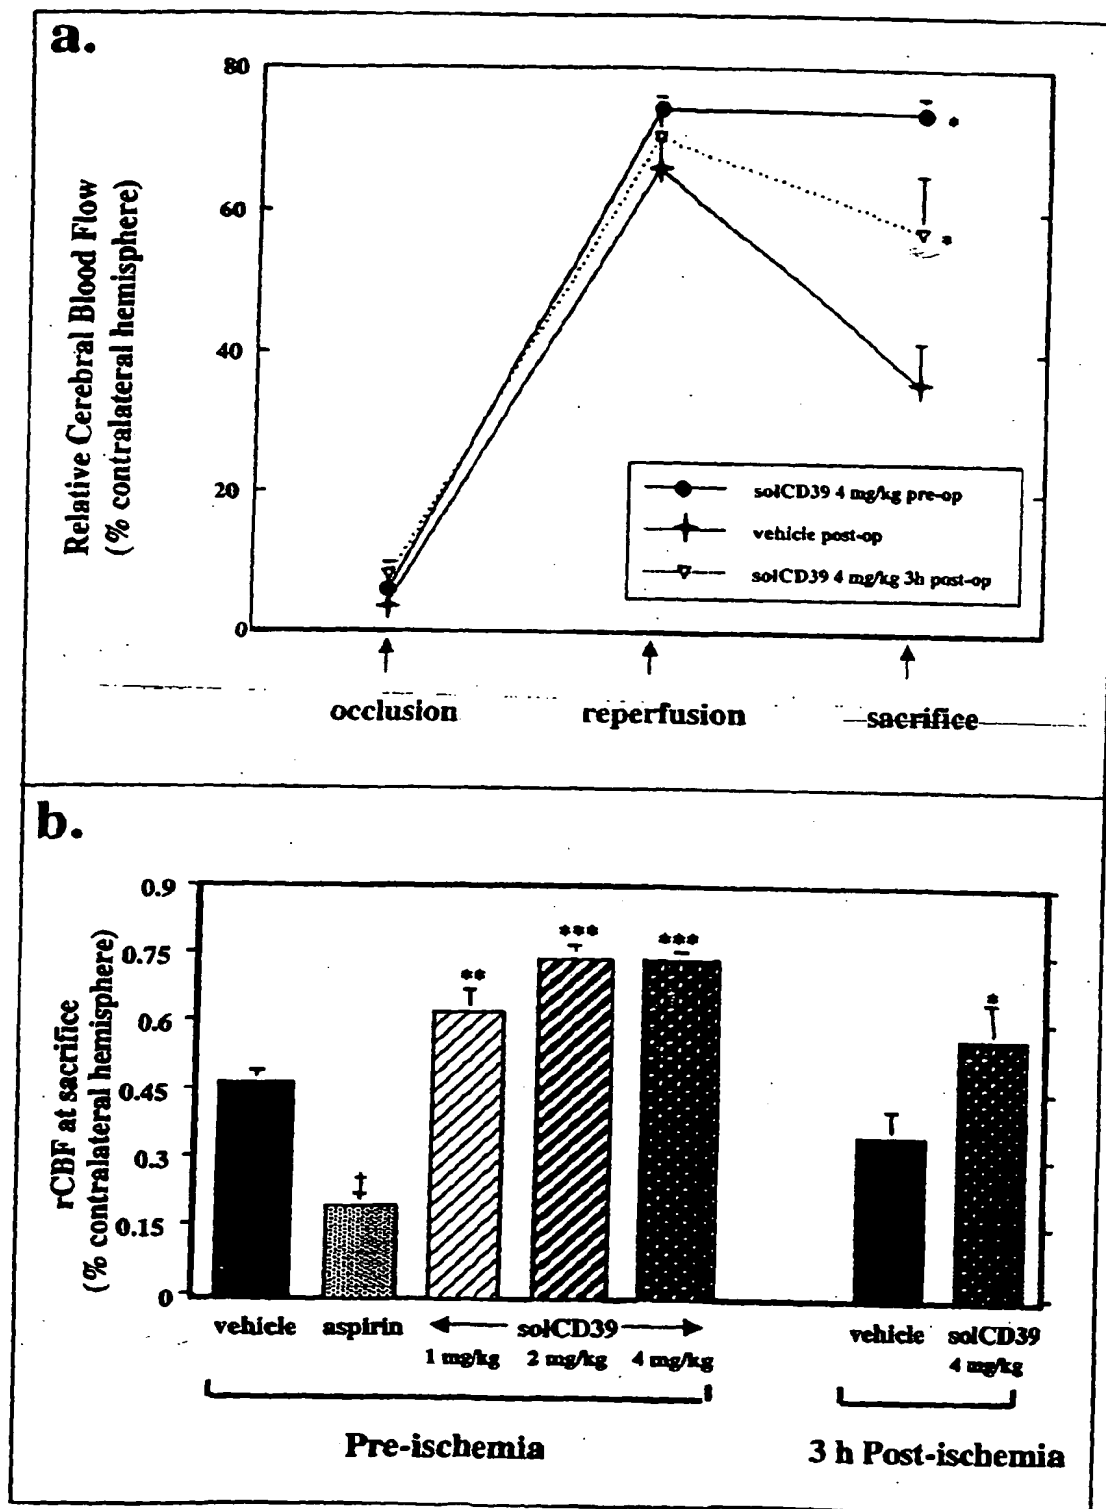 a.
80
60
40
20
0
Relative Cerebral Blood Flow
(% contralateral hemisphere)
*
*
solCD39 4 mg/kg pre-op
vehicle post-op
solCD39 4 mg/kg 3h post-op
occlusion reperfusion sacrifice
b.
0.9
0.75
0.6
0.45
0.3
0.15
0
rCBF at sacrifice
(% contralateral hemisphere)
‡
**
***
***
*
vehicle aspirin solCD39 vehicle solCD39
1 mg/kg 2 mg/kg 4 mg/kg 4 mg/kg
Pre-ischemia 3 h Post-ischemia